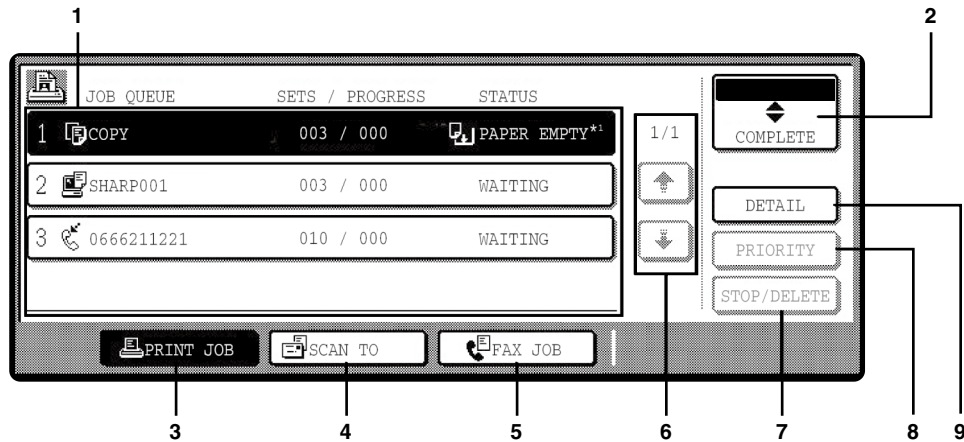 1 2
JOB QUEUE SETS / PROGRESS STATUS
1 COPY 003 / 000 PAPER EMPTY*1
2 SHARP001 003 / 000 WAITING
3 0666211221 010 / 000 WAITING
1/1
COMPLETE
DETAIL
PRIORITY
STOP/DELETE
PRINT JOB SCAN TO FAX JOB
3 4 5 6 7 8 9